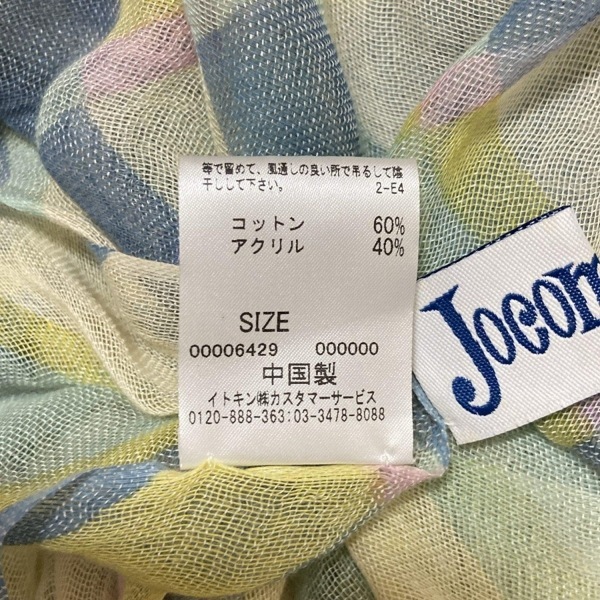 等で留めて、風通しの良い所で吊るして陰
干しして下さい。 2-E4
コットン 60%
アクリル 40%
SIZE
00006429 000000
中国製
イトキン㈱カスタマーサービス
0120-888-363:03-3478-8088
Jocom